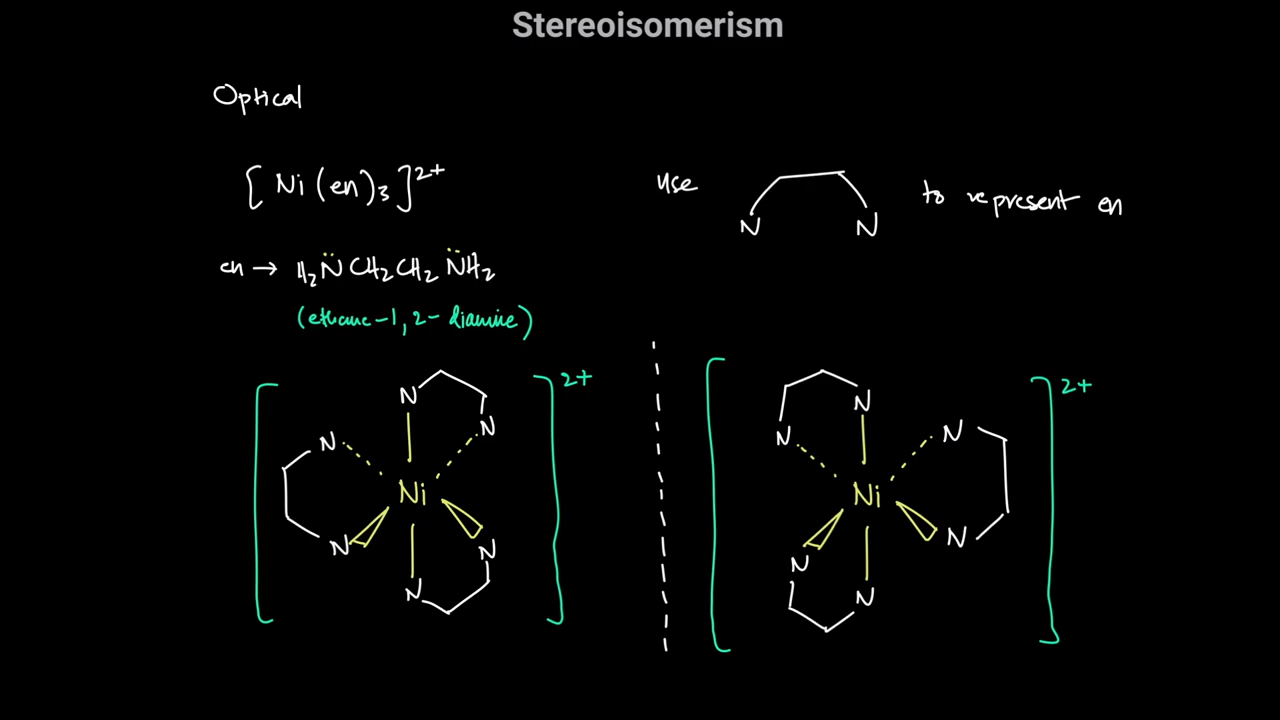 Stereoisomerism
Optical
[Ni(en)₃]²⁺
use N N to represent en
en → H₂N̈CH₂CH₂N̈H₂
(ethane-1,2-diamine)
2+
2+
N
N
N
Ni
N
N
N
N
N
N
Ni
N
N
N